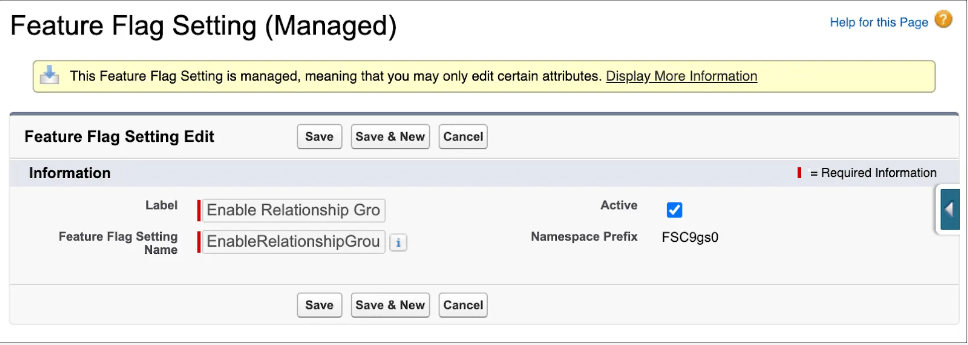 Feature Flag Setting (Managed)
Help for this Page ?
This Feature Flag Setting is managed, meaning that you may only edit certain attributes. Display More Information
Feature Flag Setting Edit
Save
Save & New
Cancel
Information
= Required Information
Label
Enable Relationship Gro
Active
Feature Flag Setting
Name
EnableRelationshipGrou
i
Namespace Prefix
FSC9gs0
Save
Save & New
Cancel